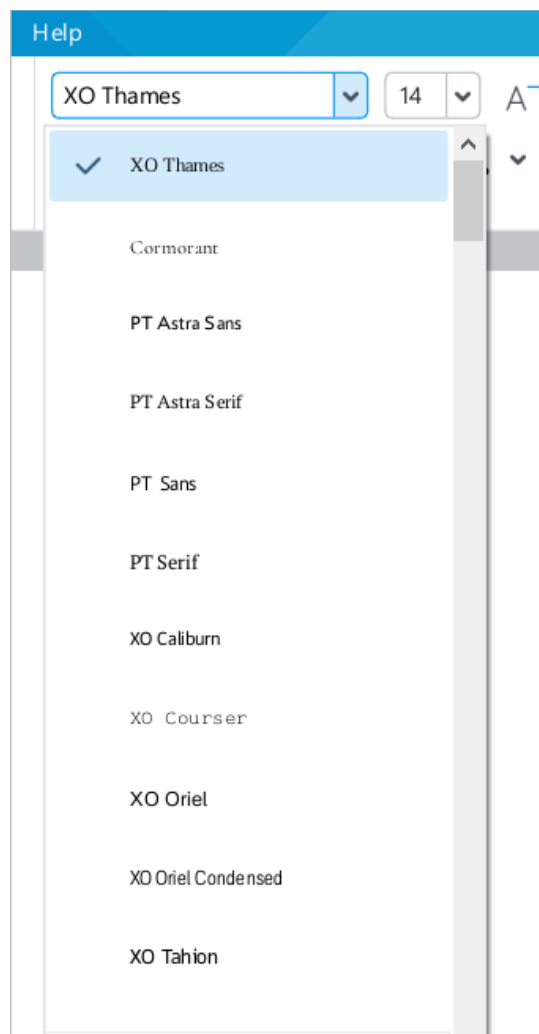 Help
XO Thames 14 A
XO Thames
Cormorant
PT Astra Sans
PT Astra Serif
PT Sans
PT Serif
XO Caliburn
XO Courser
XO Oriel
XO Oriel Condensed
XO Tahion